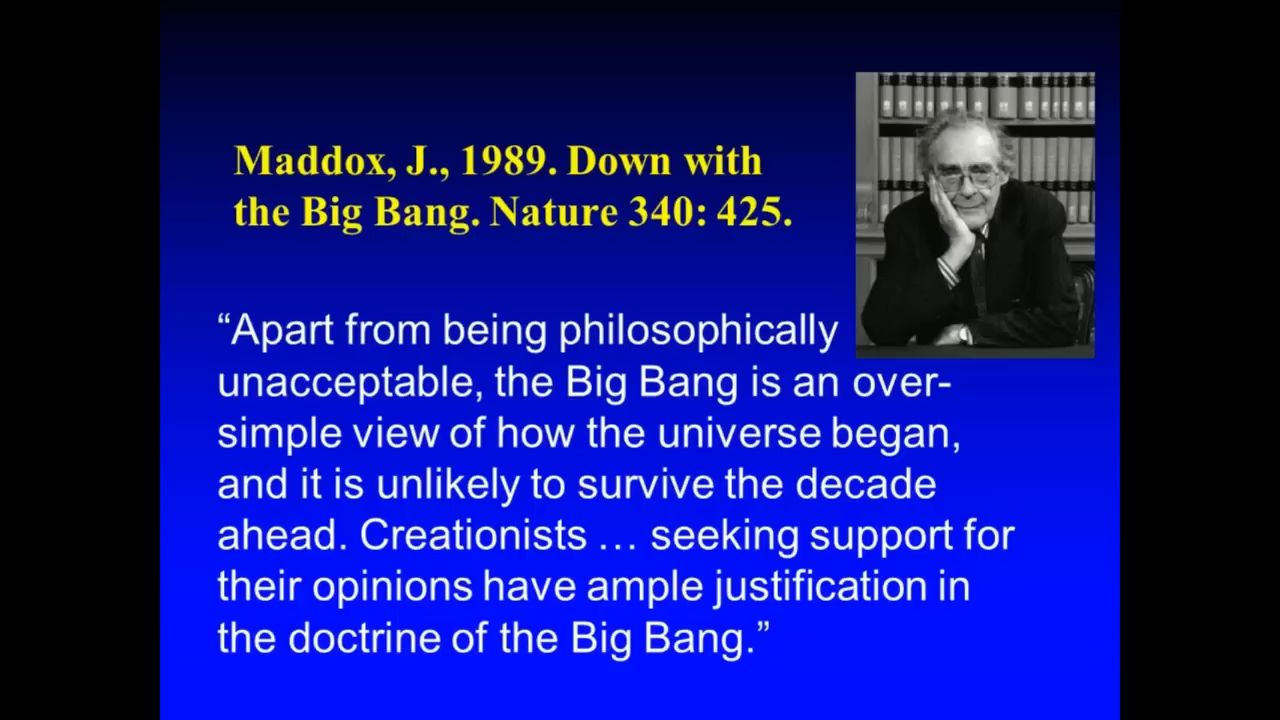 Maddox, J., 1989. Down with
the Big Bang. Nature 340: 425.
“Apart from being philosophically
unacceptable, the Big Bang is an over-
simple view of how the universe began,
and it is unlikely to survive the decade
ahead. Creationists … seeking support for
their opinions have ample justification in
the doctrine of the Big Bang.”